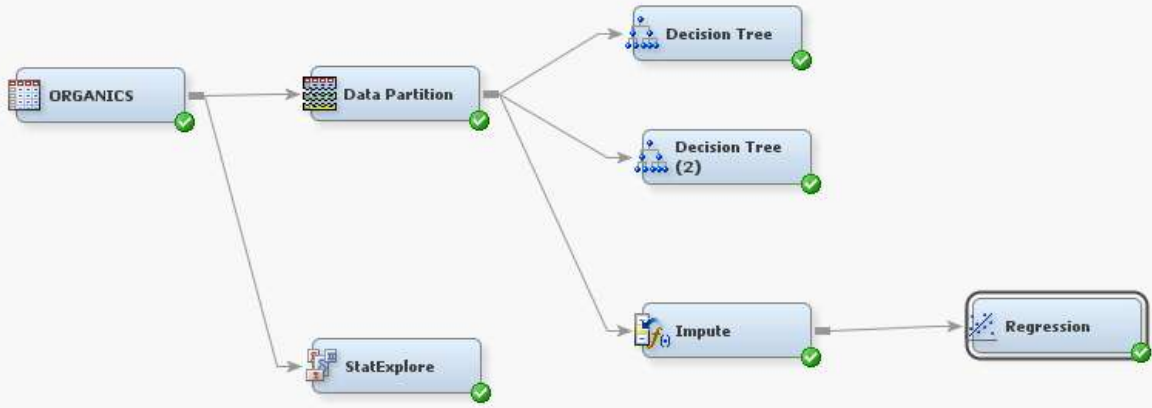 ORGANICS
Data Partition
Decision Tree
Decision Tree
(2)
Impute
Regression
StatExplore